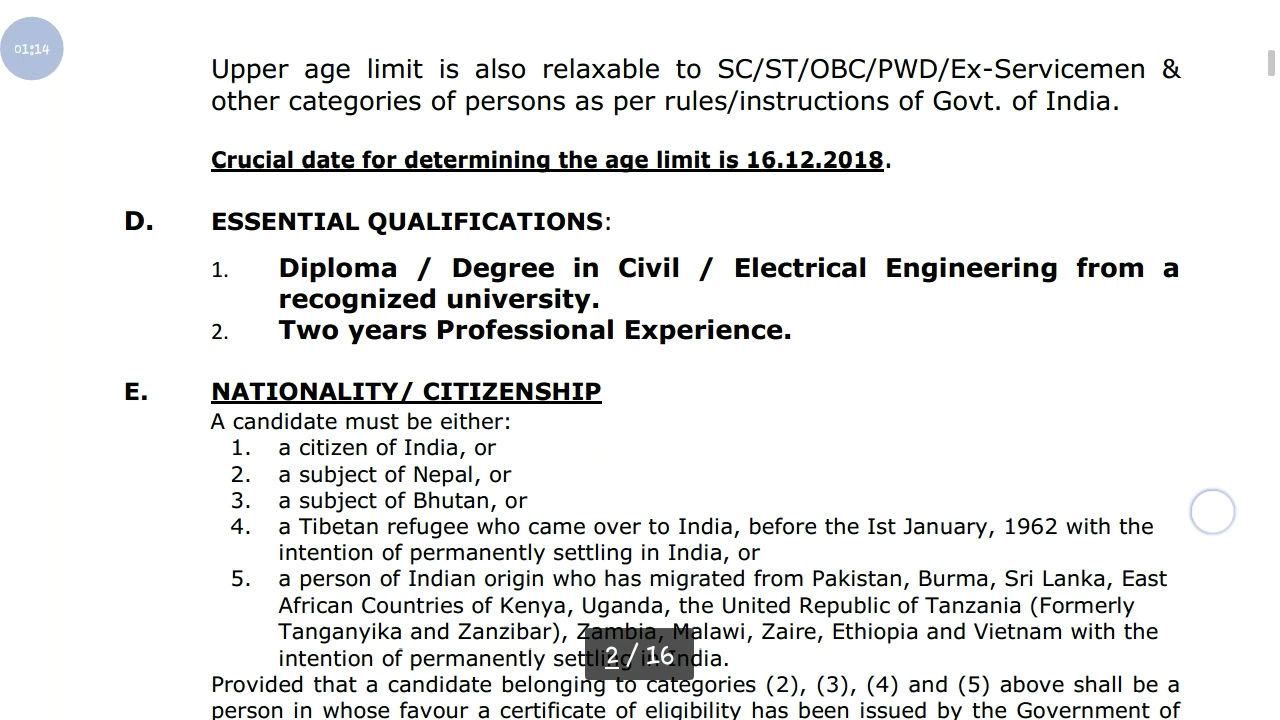 01:14
Upper age limit is also relaxable to SC/ST/OBC/PWD/Ex-Servicemen &
other categories of persons as per rules/instructions of Govt. of India.
Crucial date for determining the age limit is 16.12.2018.
D. ESSENTIAL QUALIFICATIONS:
1. Diploma / Degree in Civil / Electrical Engineering from a
recognized university.
2. Two years Professional Experience.
E. NATIONALITY/ CITIZENSHIP
A candidate must be either:
1. a citizen of India, or
2. a subject of Nepal, or
3. a subject of Bhutan, or
4. a Tibetan refugee who came over to India, before the Ist January, 1962 with the
intention of permanently settling in India, or
5. a person of Indian origin who has migrated from Pakistan, Burma, Sri Lanka, East
African Countries of Kenya, Uganda, the United Republic of Tanzania (Formerly
Tanganyika and Zanzibar), Zambia, Malawi, Zaire, Ethiopia and Vietnam with the
intention of permanently settling in India.
2 / 16
Provided that a candidate belonging to categories (2), (3), (4) and (5) above shall be a
person in whose favour a certificate of eligibility has been issued by the Government of